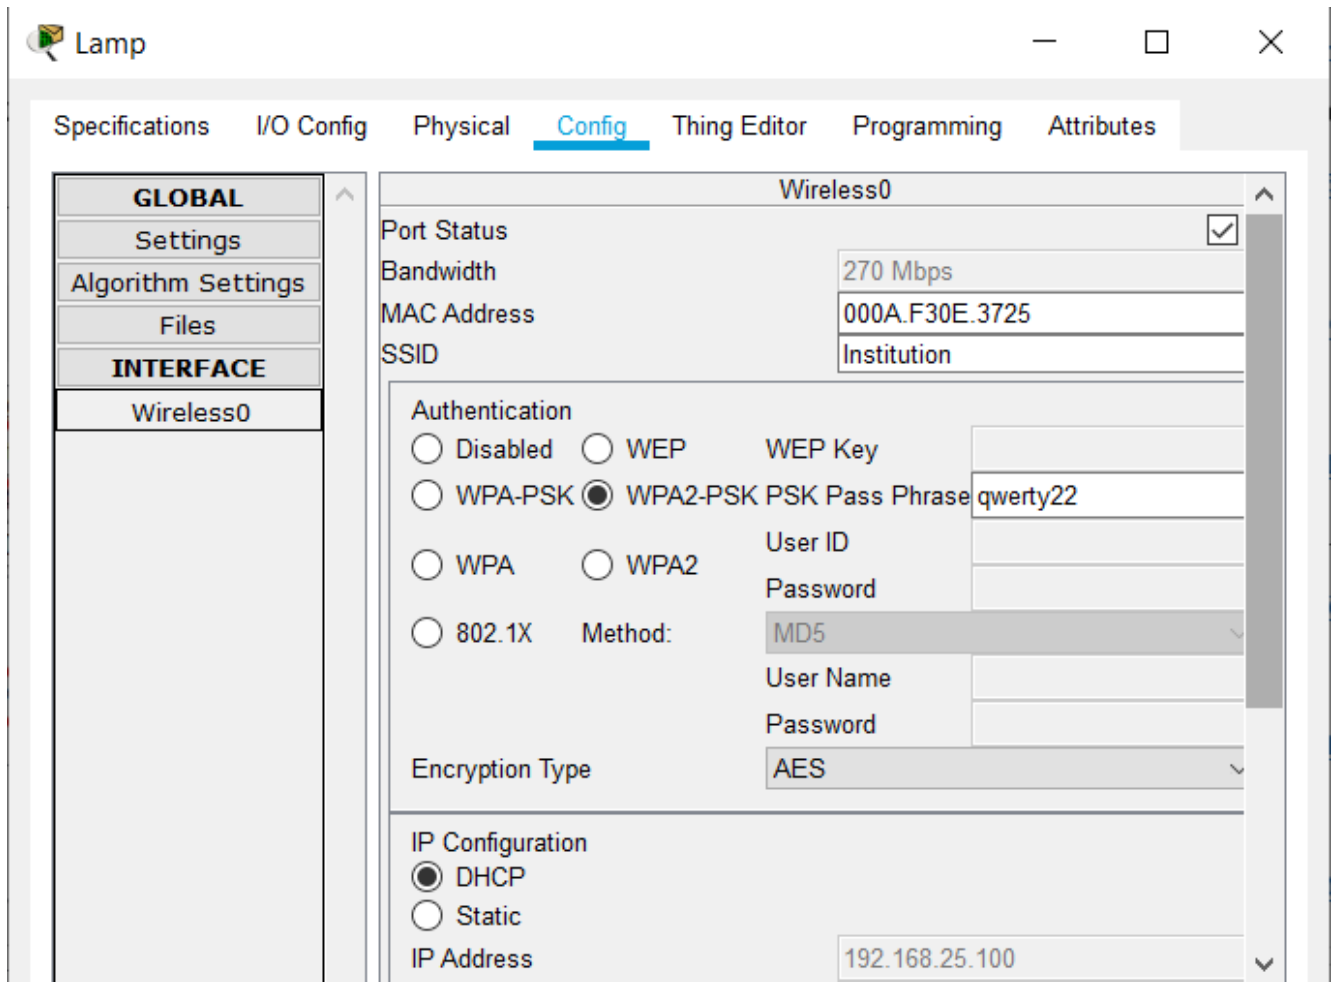 Lamp
Specifications I/O Config Physical Config Thing Editor Programming Attributes
GLOBAL
Settings
Algorithm Settings
Files
INTERFACE
Wireless0
Wireless0
Port Status
Bandwidth 270 Mbps
MAC Address 000A.F30E.3725
SSID Institution
Authentication
Disabled WEP WEP Key
WPA-PSK WPA2-PSK PSK Pass Phrase qwerty22
User ID
WPA WPA2
Password
802.1X Method: MD5
User Name
Password
Encryption Type AES
IP Configuration
DHCP
Static
IP Address 192.168.25.100